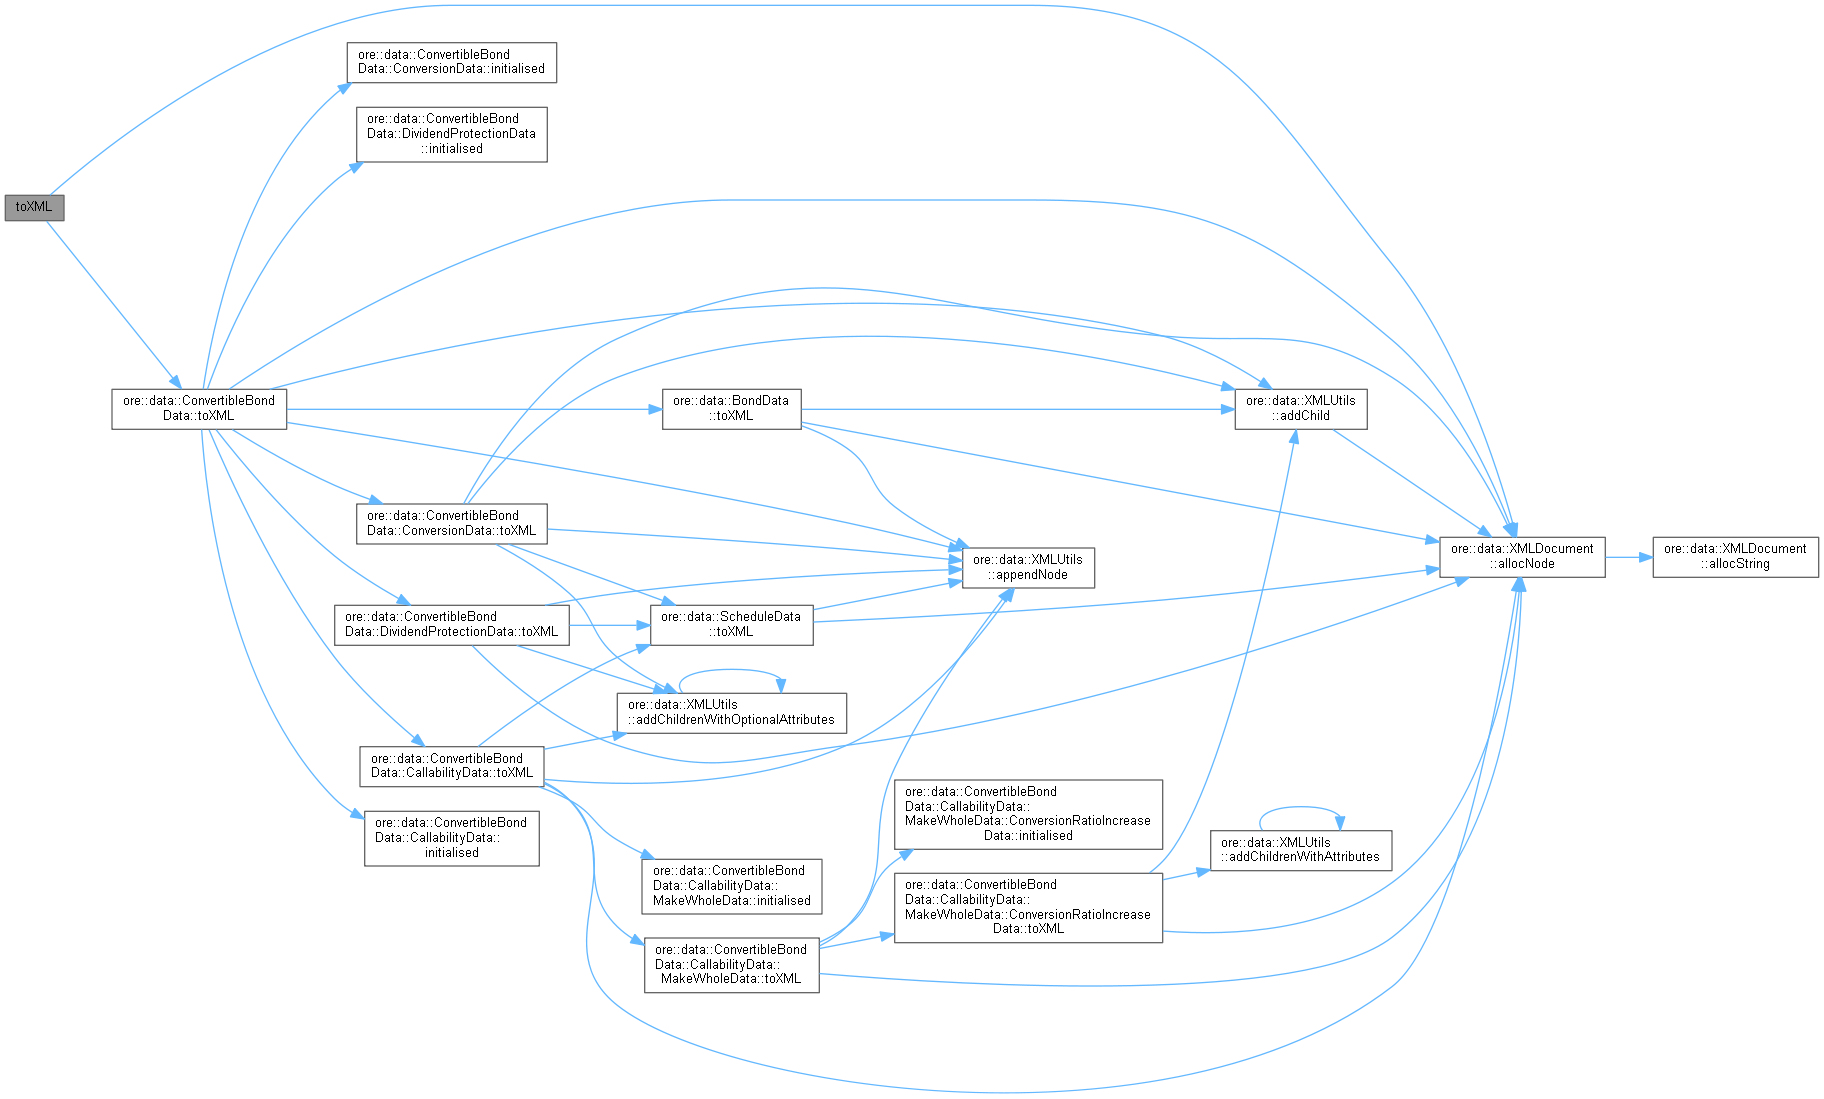 ore::data::ConvertibleBond
Data::ConversionData::initialised
ore::data::ConvertibleBond
Data::DividendProtectionData
::initialised
toXML
ore::data::ConvertibleBond
Data::toXML
ore::data::BondData
::toXML
ore::data::XMLUtils
::addChild
ore::data::ConvertibleBond
Data::ConversionData::toXML
ore::data::XMLUtils
::appendNode
ore::data::XMLDocument
::allocNode
ore::data::XMLDocument
::allocString
ore::data::ConvertibleBond
Data::DividendProtectionData::toXML
ore::data::ScheduleData
::toXML
ore::data::XMLUtils
::addChildrenWithOptionalAttributes
ore::data::ConvertibleBond
Data::CallabilityData::toXML
ore::data::ConvertibleBond
Data::CallabilityData::
initialised
ore::data::ConvertibleBond
Data::CallabilityData::
MakeWholeData::ConversionRatioIncrease
Data::initialised
ore::data::XMLUtils
::addChildrenWithAttributes
ore::data::ConvertibleBond
Data::CallabilityData::
MakeWholeData::initialised
ore::data::ConvertibleBond
Data::CallabilityData::
MakeWholeData::ConversionRatioIncrease
Data::toXML
ore::data::ConvertibleBond
Data::CallabilityData::
MakeWholeData::toXML